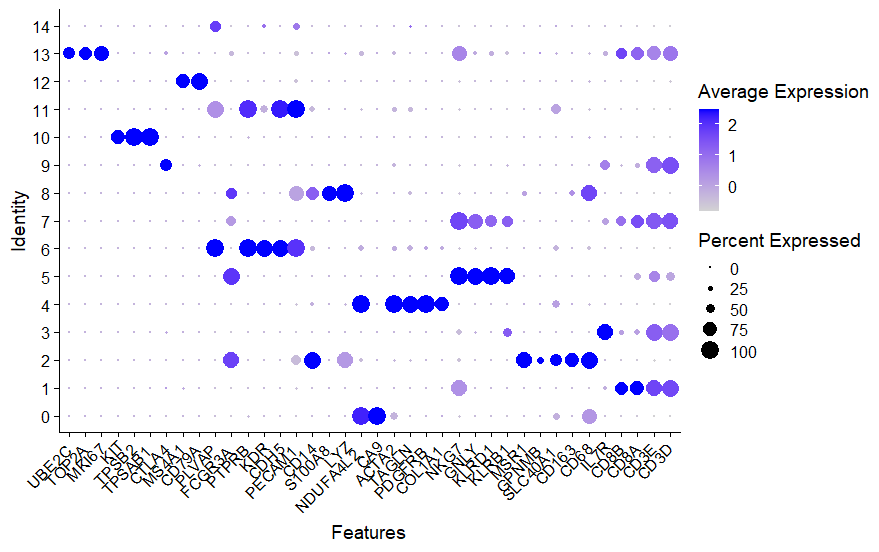 14
13
12
11
10
9
8
7
6
5
4
3
2
1
0
Identity
UBE2C
TOP2A
MKI67
KIT
TPSB2
TPSAB1
CTLA4
MS4A1
CD79A
PLVAP
FCGR3A
PTPRB
KDR
CDH5
PECAM1
CD14
S100A8
LYZ
NDUFA4L2
CA9
ACTA2
TAGLN
PDGFRB
COL1A1
NKG7
GNLY
KLRD1
KLRB1
MSR1
GPNMB
SLC40A1
CD163
CD68
IL7R
CD8B
CD8A
CD3E
CD3D
Features
Average Expression
2
1
0
Percent Expressed
0
25
50
75
100